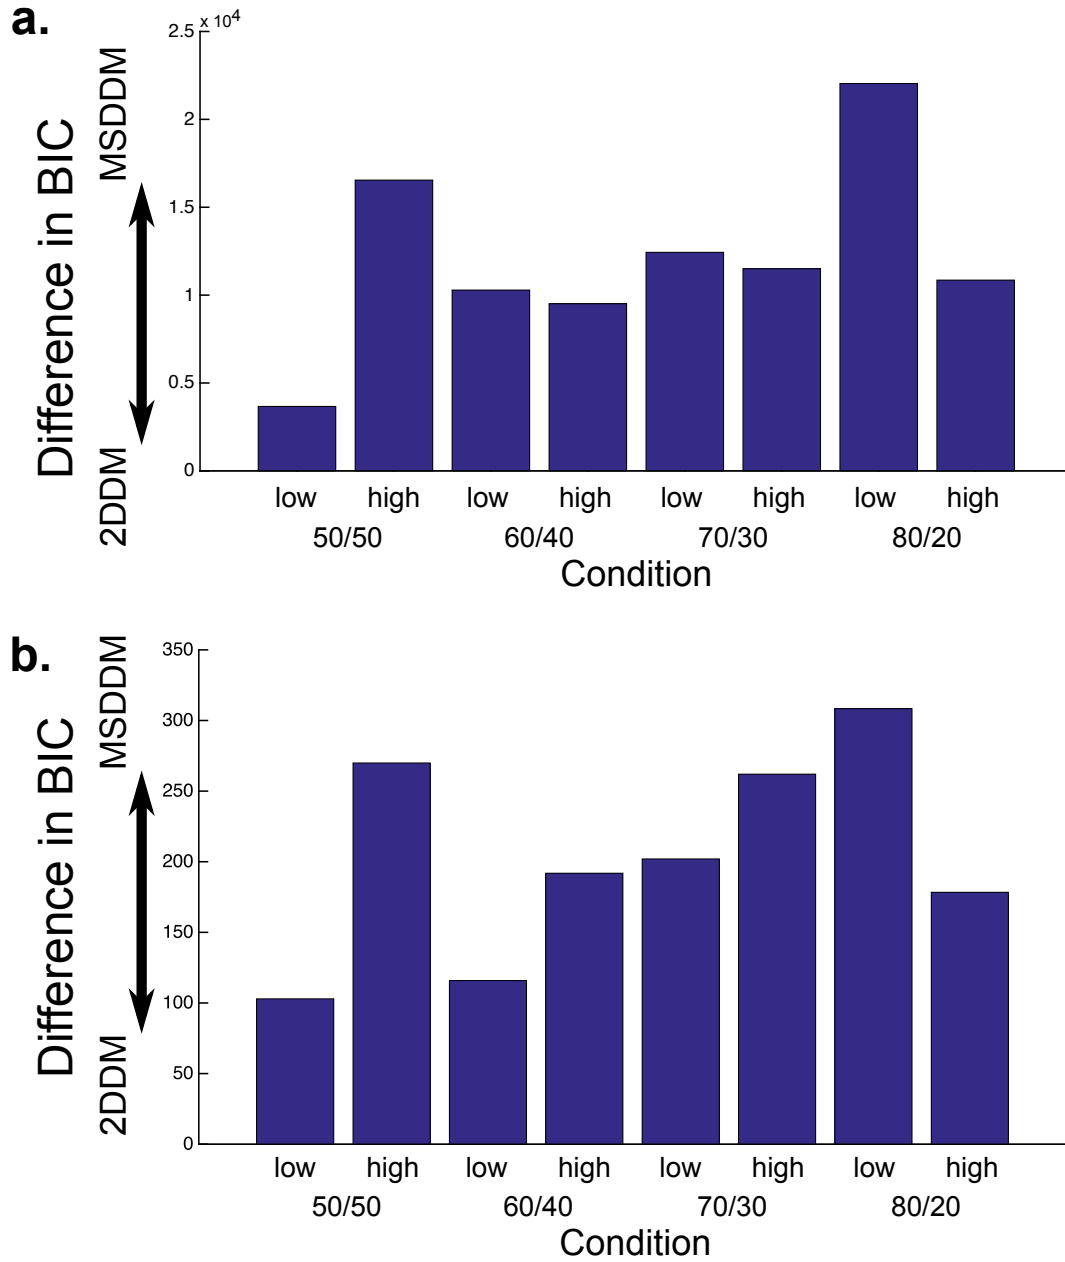 a.
x 10⁴
2.5
2
1.5
1
0.5
0
MSDDM
2DDM
Difference in BIC
low high low high low high low high
50/50 60/40 70/30 80/20
Condition
b.
350
300
250
200
150
100
50
0
MSDDM
2DDM
Difference in BIC
low high low high low high low high
50/50 60/40 70/30 80/20
Condition